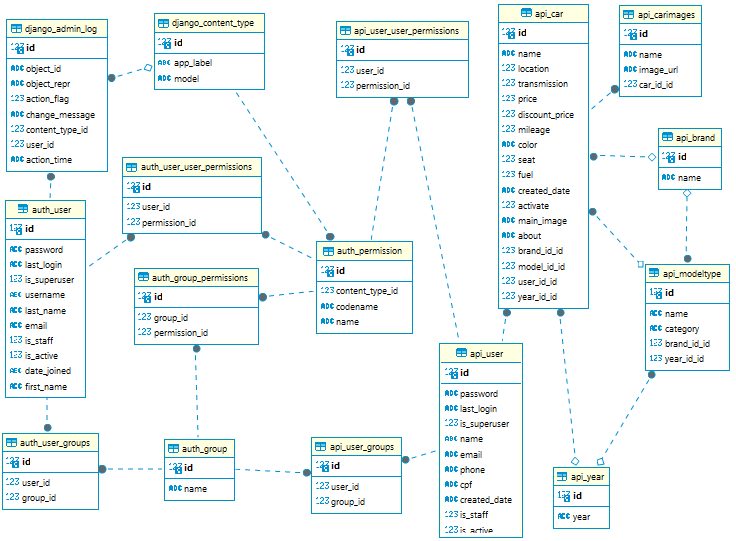 django_admin_log
123 id
ABC object_id
ABC object_repr
123 action_flag
ABC change_message
123 content_type_id
123 user_id
ABC action_time
django_content_type
123 id
ABC app_label
ABC model
api_user_user_permissions
123 id
123 user_id
123 permission_id
api_car
123 id
ABC name
123 location
123 transmission
123 price
123 discount_price
123 mileage
ABC color
123 seat
123 fuel
ABC created_date
123 activate
ABC main_image
ABC about
123 brand_id_id
123 model_id_id
123 user_id_id
123 year_id_id
api_carimages
123 id
ABC name
ABC image_url
123 car_id_id
api_brand
123 id
ABC name
auth_user_user_permissions
123 id
123 user_id
123 permission_id
auth_user
123 id
ABC password
ABC last_login
123 is_superuser
ABC username
ABC last_name
ABC email
123 is_staff
123 is_active
ABC date_joined
ABC first_name
auth_permission
123 id
123 content_type_id
ABC codename
ABC name
auth_group_permissions
123 id
123 group_id
123 permission_id
api_modeltype
123 id
ABC name
ABC category
123 brand_id_id
123 year_id_id
api_user
123 id
ABC password
ABC last_login
123 is_superuser
ABC name
ABC email
ABC phone
ABC cpf
ABC created_date
123 is_staff
123 is_active
auth_user_groups
123 id
123 user_id
123 group_id
auth_group
123 id
ABC name
api_user_groups
123 id
123 user_id
123 group_id
api_year
123 id
ABC year